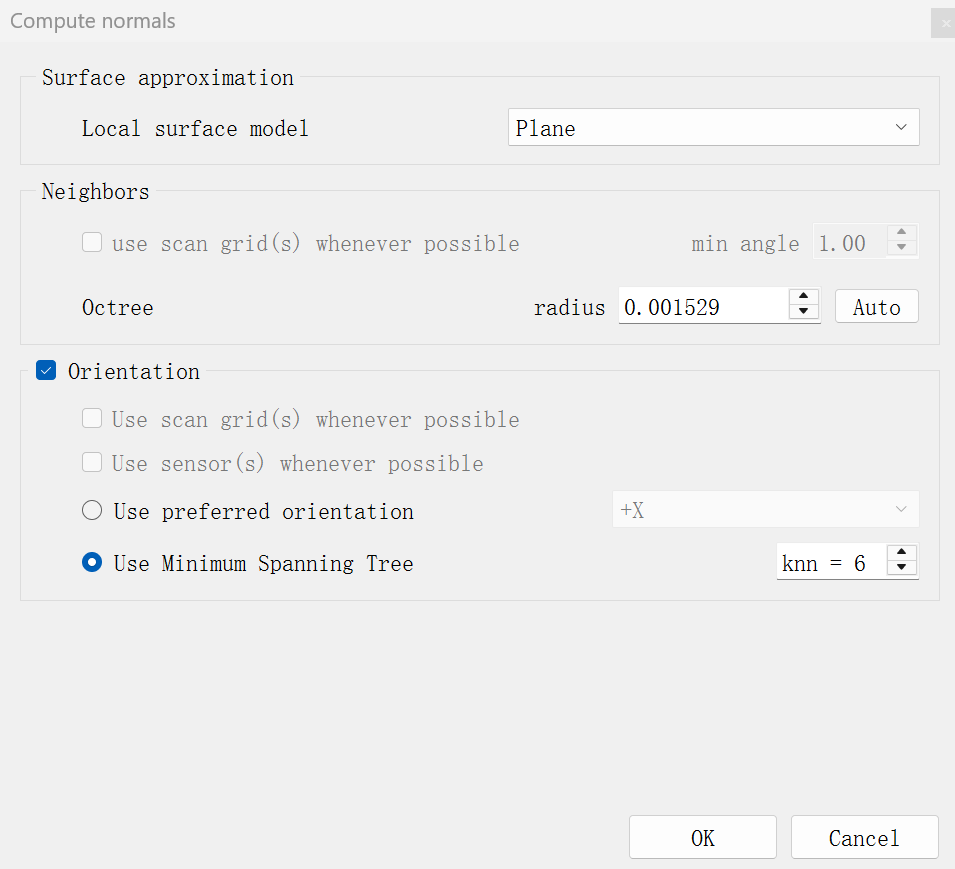 Compute normals
Surface approximation
Local surface model Plane
Neighbors
use scan grid(s) whenever possible min angle 1.00
Octree radius 0.001529 Auto
Orientation
Use scan grid(s) whenever possible
Use sensor(s) whenever possible
Use preferred orientation +X
Use Minimum Spanning Tree knn = 6
OK Cancel